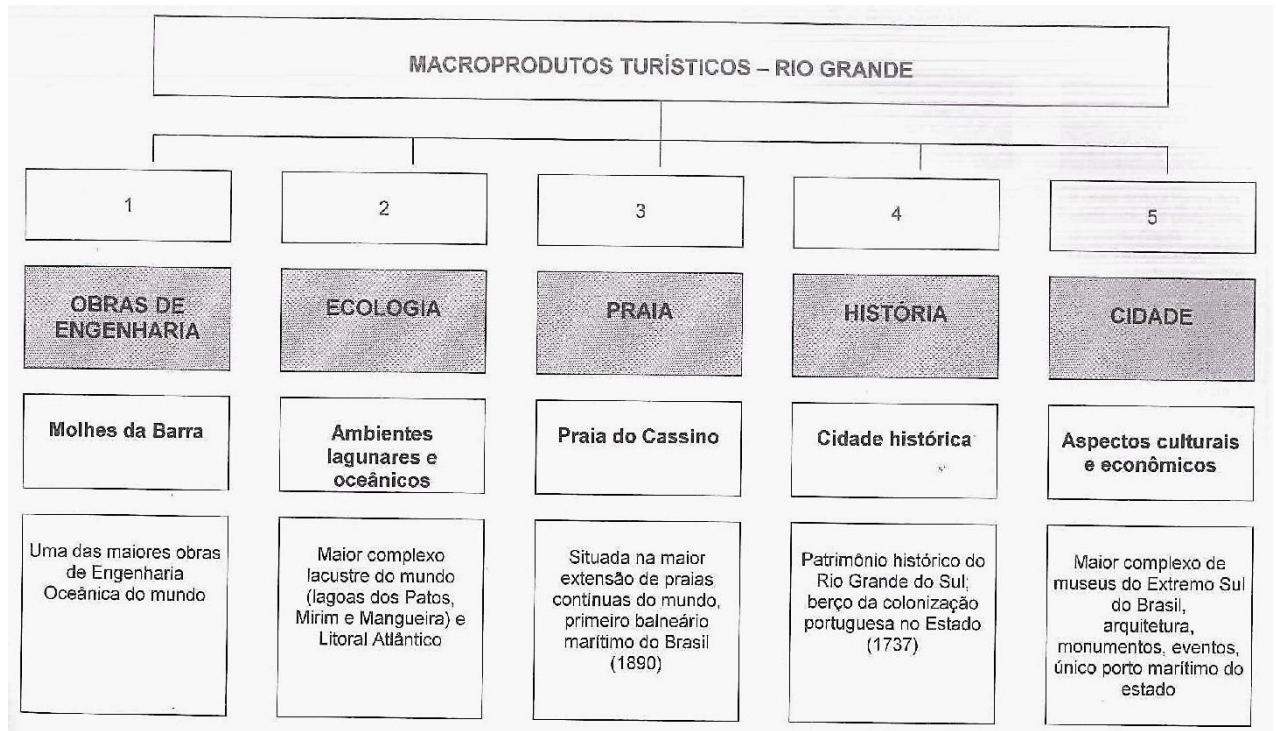 MACROPRODUTOS TURÍSTICOS – RIO GRANDE
1
2
3
4
5
OBRAS DE
ENGENHARIA
ECOLOGIA
PRAIA
HISTÓRIA
CIDADE
Molhes da Barra
Ambientes
lagunares e
oceânicos
Praia do Cassino
Cidade histórica
Aspectos culturais
e econômicos
Uma das maiores obras
de Engenharia
Oceânica do mundo
Maior complexo
lacustre do mundo
(lagoas dos Patos,
Mirim e Mangueira) e
Litoral Atlântico
Situada na maior
extensão de praias
contínuas do mundo,
primeiro balneário
marítimo do Brasil
(1890)
Patrimônio histórico do
Rio Grande do Sul;
berço da colonização
portuguesa no Estado
(1737)
Maior complexo de
museus do Extremo Sul
do Brasil,
arquitetura,
monumentos, eventos,
único porto marítimo do
estado